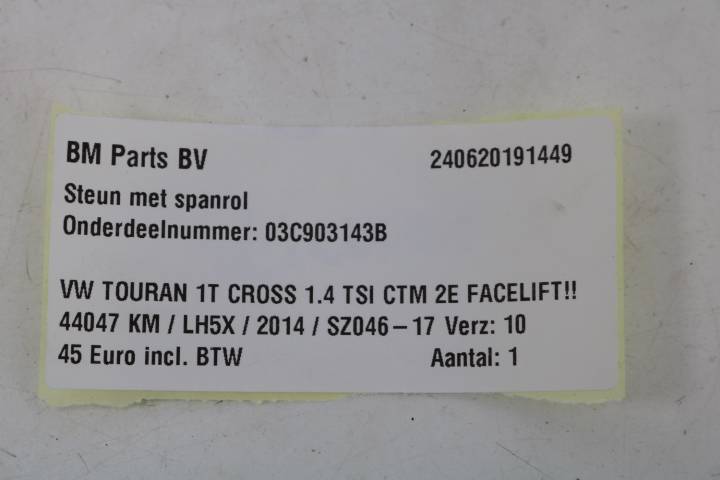 BM Parts BV 240620191449
Steun met spanrol
Onderdeelnummer: 03C903143B
VW TOURAN 1T CROSS 1.4 TSI CTM 2E FACELIFT!!
44047 KM / LH5X / 2014 / SZ046-17 Verz: 10
45 Euro incl. BTW Aantal: 1